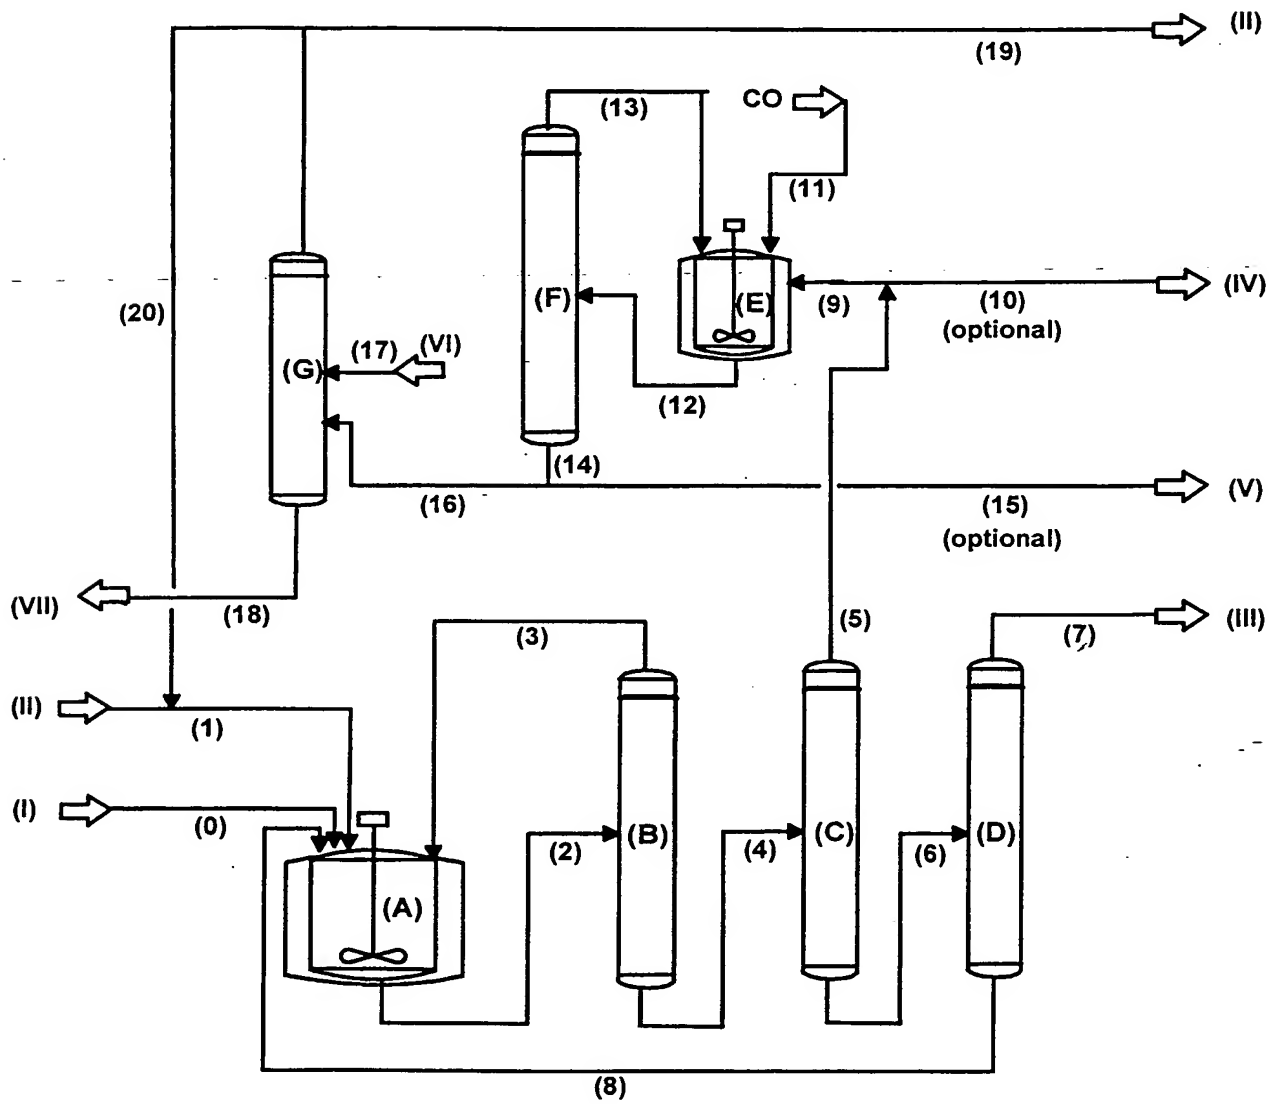 (II)
(19)
(13)
CO
(11)
(20)
(F)
(E)
(9)
(10)
(IV)
(optional)
(G)
(17)
(VI)
(12)
(14)
(16)
(15)
(V)
(optional)
(VII)
(18)
(3)
(5)
(7)
(III)
(II)
(1)
(I)
(0)
(2)
(B)
(4)
(C)
(6)
(D)
(A)
(8)